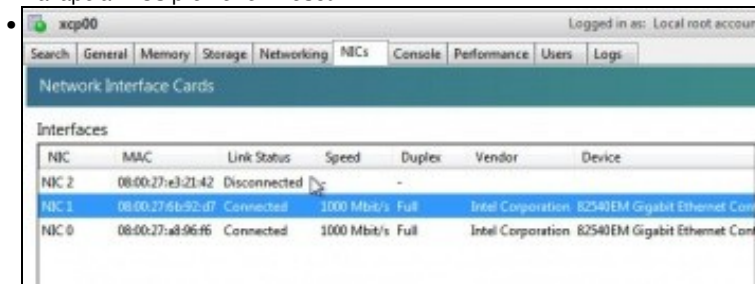 xcp00 Logged in as: Local root accour
Search General Memory Storage Networking NICs Console Performance Users Logs
Network Interface Cards
Interfaces
NIC MAC Link Status Speed Duplex Vendor Device
NIC 2 08:00:27:e3:21:42 Disconnected - -
NIC 1 08:00:27:6b:92:d7 Connected 1000 Mbit/s Full Intel Corporation 82540EM Gigabit Ethernet Cont
NIC 0 08:00:27:a8:96:f6 Connected 1000 Mbit/s Full Intel Corporation 82540EM Gigabit Ethernet Cont